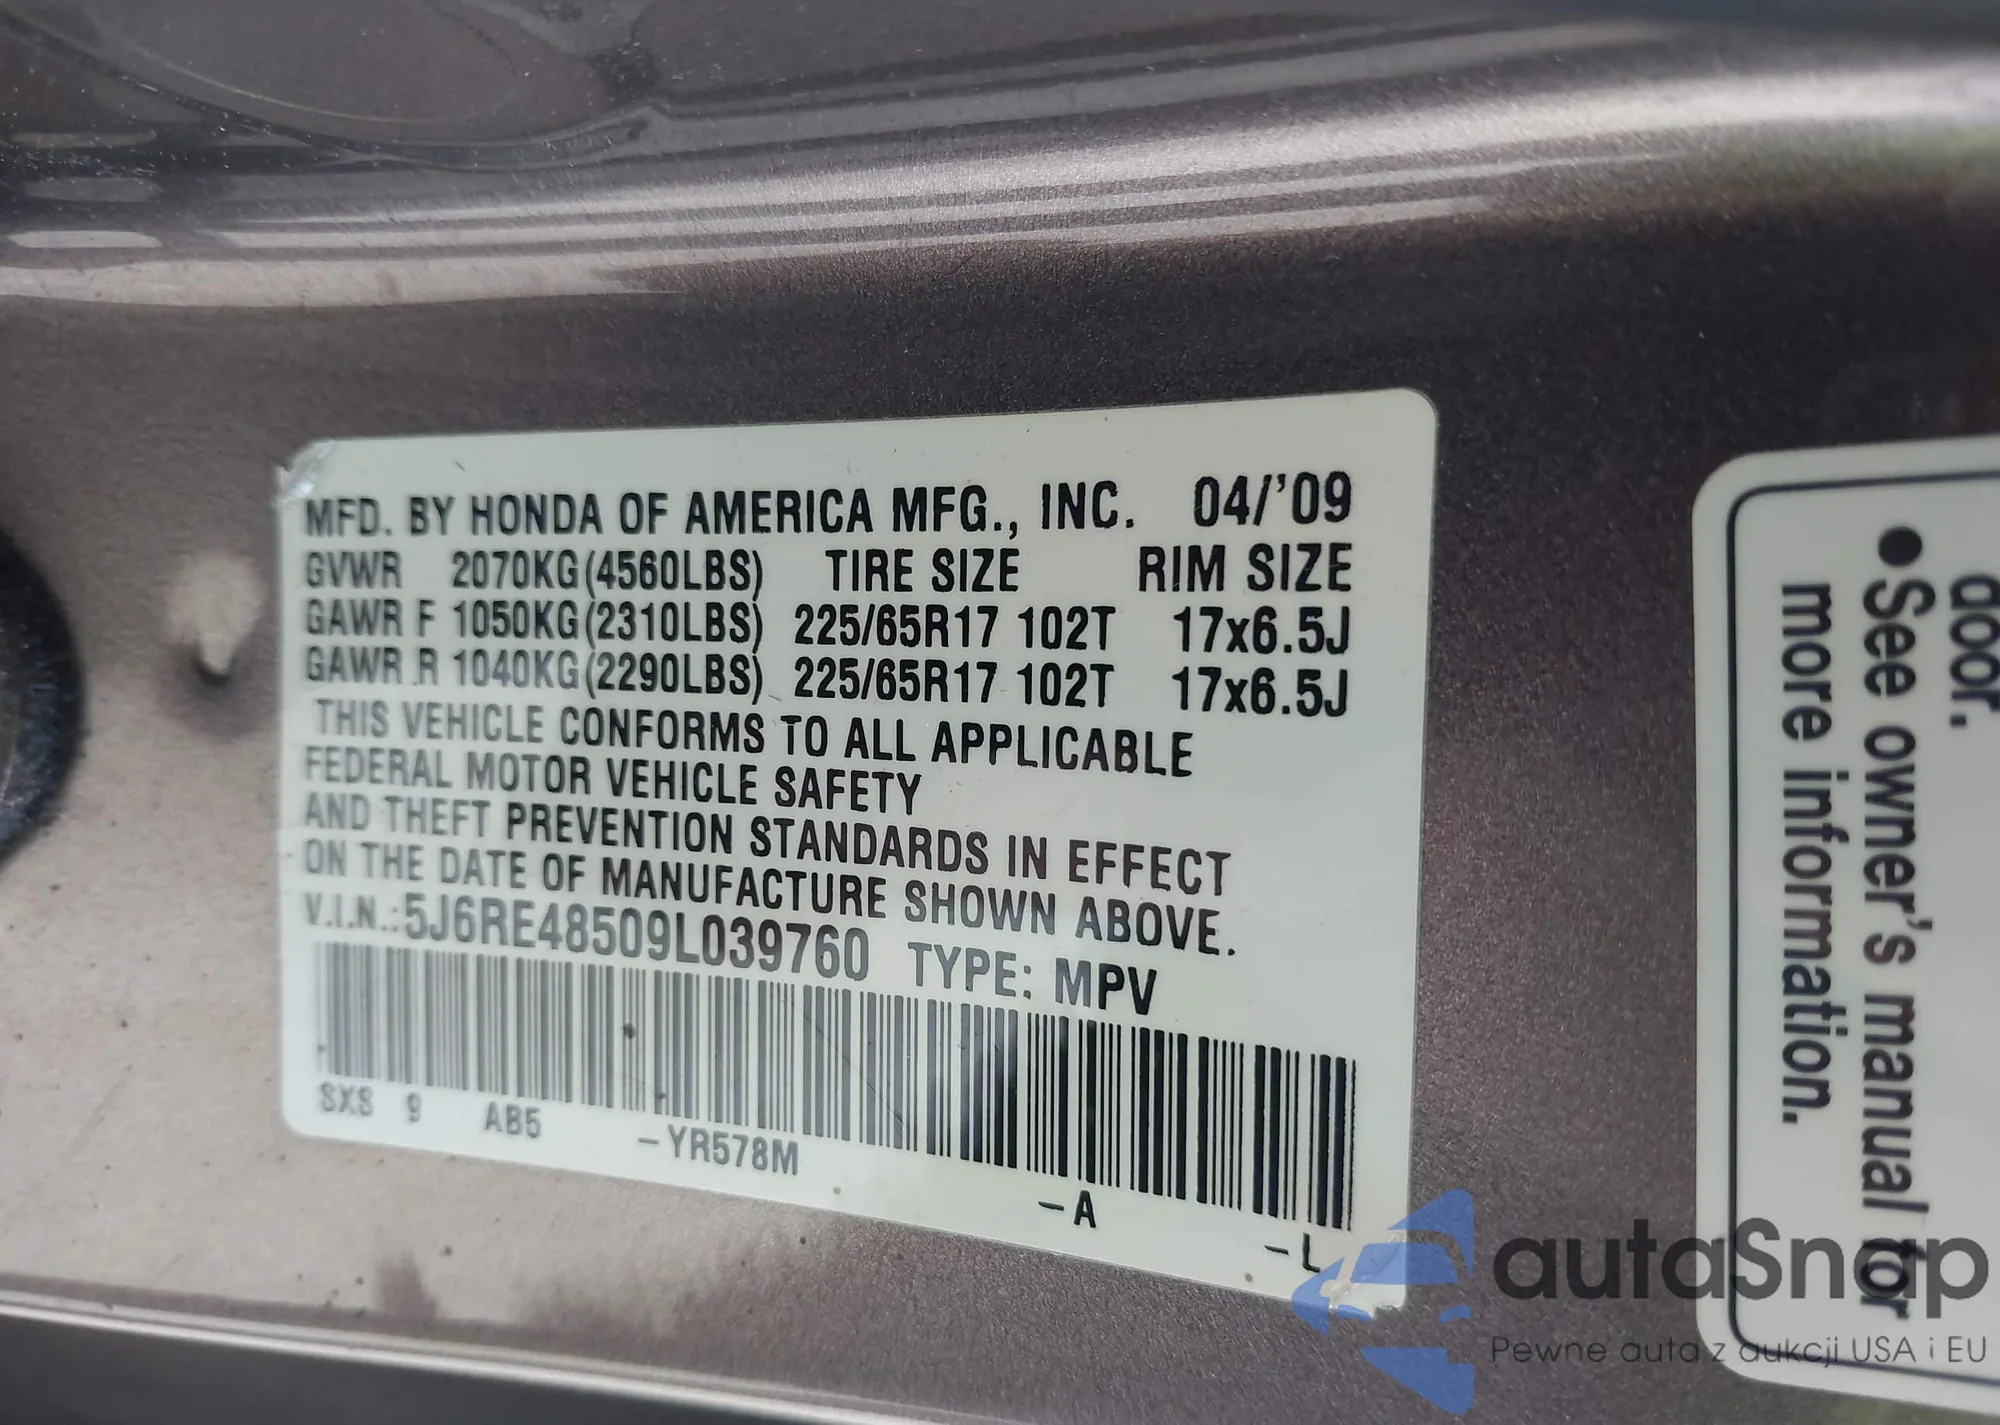 MFD. BY HONDA OF AMERICA MFG., INC. 04/'09
GVWR 2070KG(4560LBS) TIRE SIZE RIM SIZE
GAWR F 1050KG(2310LBS) 225/65R17 102T 17x6.5J
GAWR R 1040KG(2290LBS) 225/65R17 102T 17x6.5J
THIS VEHICLE CONFORMS TO ALL APPLICABLE
FEDERAL MOTOR VEHICLE SAFETY
AND THEFT PREVENTION STANDARDS IN EFFECT
ON THE DATE OF MANUFACTURE SHOWN ABOVE.
V.I.N.:5J6RE48509L039760 TYPE: MPV
SXS 9 AB5 –YR578M –A –L
door.
●See owner's manual for
more information.
autaSnap
Pewne auta z aukcji USA i EU